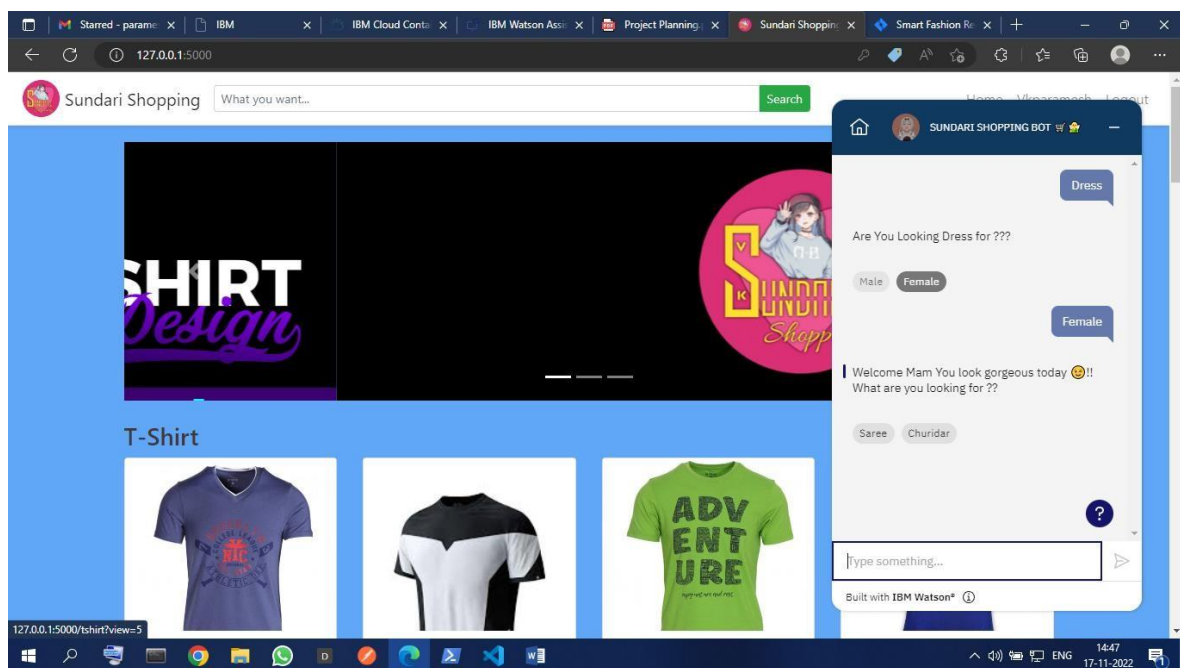 Starred - parame
IBM
IBM Cloud Conta
IBM Watson Assi
Project Planning.
Sundari Shopping
Smart Fashion Re
127.0.0.1:5000
Sundari Shopping
What you want...
Search
Home Vkparamesh Logout
SUNDARI SHOPPING BOT
Dress
Are You Looking Dress for ???
Male
Female
Female
Welcome Mam You look gorgeous today 😉!!
What are you looking for ??
Saree
Churidar
Type something...
Built with IBM Watson®
SHIRT
Design
V
S
K
UNDA
Shopp
T-Shirt
NTC
ADV
ENT
URE
127.0.0.1:5000/tshirt?view=5
ENG
14:47
17-11-2022